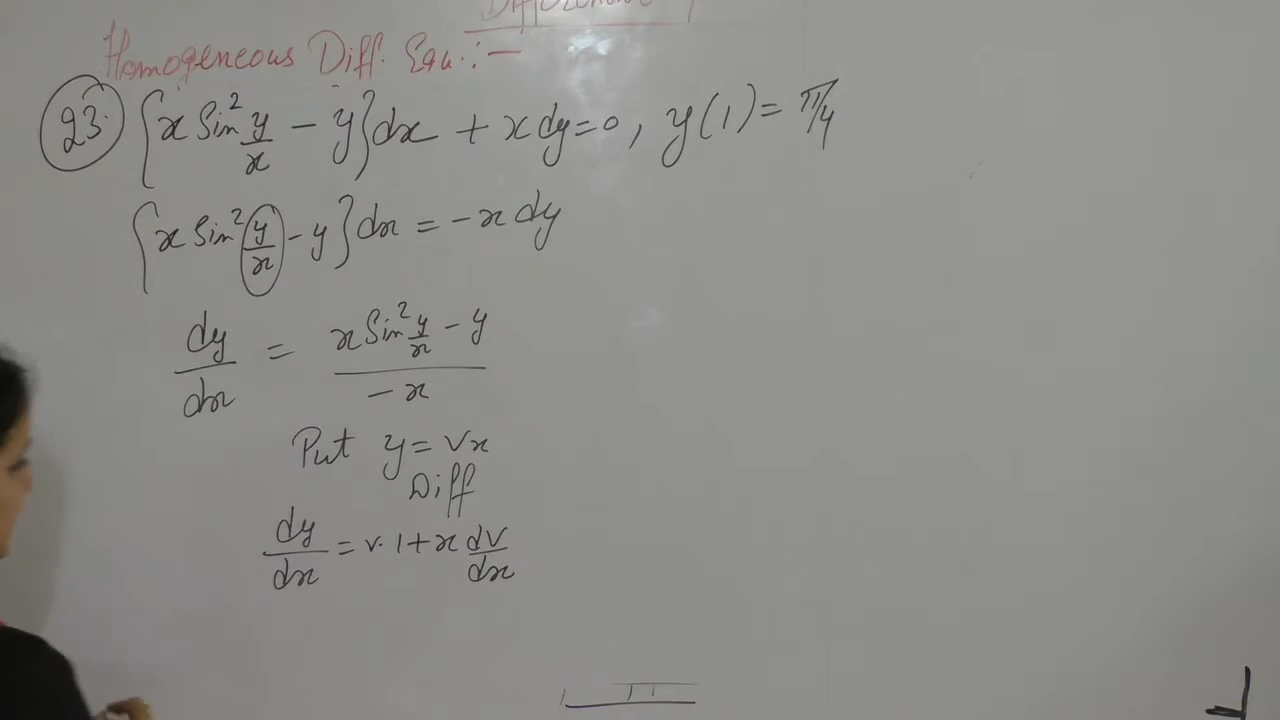 Homogeneous Diff. Equ.:-
23. {x Sin² y/x - y}dx + x dy=0, y(1)= π/4
{x Sin² y/x - y}dx = -x dy
dy/dx = (x Sin² y/x - y)/(-x)
Put y= vx
Diff
dy/dx = v.1+x dv/dx